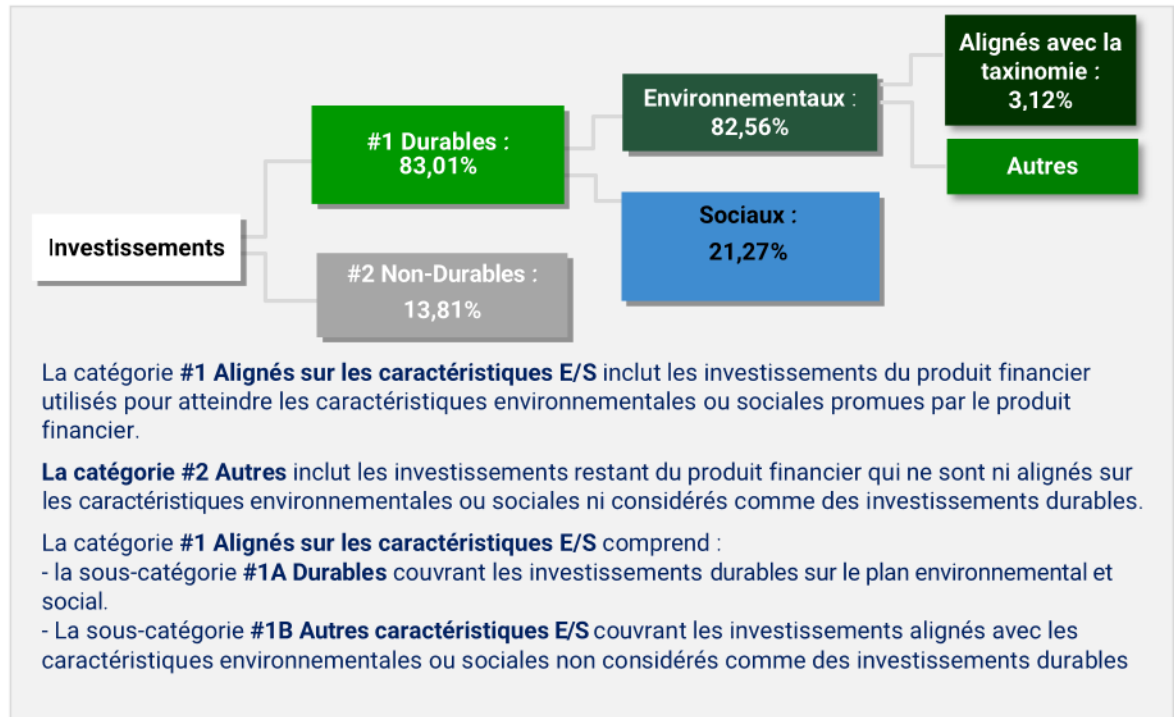 Alignés avec la
taxinomie :
3,12%
Environnementaux :
82,56%
#1 Durables :
83,01%
Autres
Sociaux :
21,27%
Investissements
#2 Non-Durables :
13,81%
La catégorie #1 Alignés sur les caractéristiques E/S inclut les investissements du produit financier
utilisés pour atteindre les caractéristiques environnementales ou sociales promues par le produit
financier.
La catégorie #2 Autres inclut les investissements restant du produit financier qui ne sont ni alignés sur
les caractéristiques environnementales ou sociales ni considérés comme des investissements durables.
La catégorie #1 Alignés sur les caractéristiques E/S comprend :
- la sous-catégorie #1A Durables couvrant les investissements durables sur le plan environnemental et
social.
- La sous-catégorie #1B Autres caractéristiques E/S couvrant les investissements alignés avec les
caractéristiques environnementales ou sociales non considérés comme des investissements durables